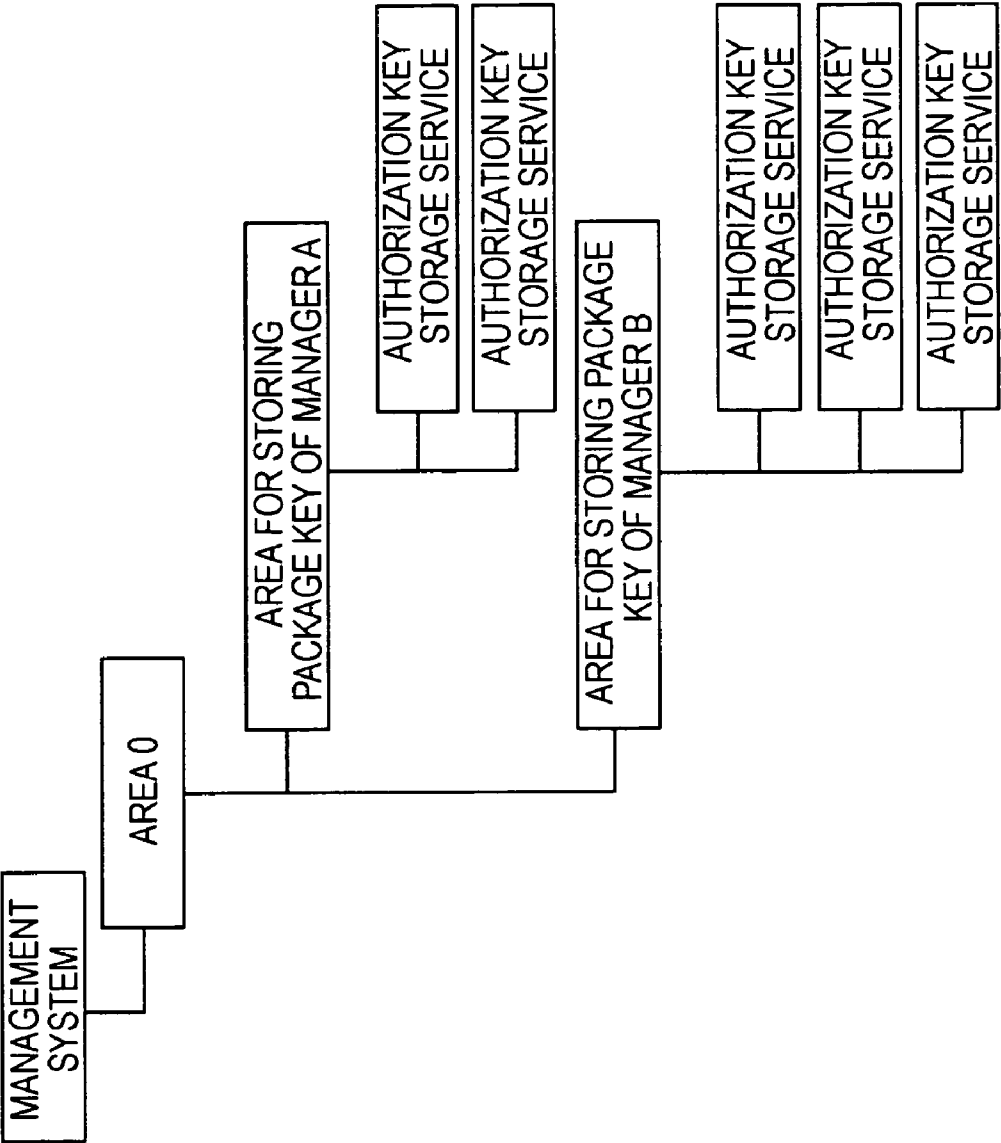 MANAGEMENT
SYSTEM
AREA 0
AREA FOR STORING
PACKAGE KEY OF MANAGER A
AUTHORIZATION KEY
STORAGE SERVICE
AUTHORIZATION KEY
STORAGE SERVICE
AREA FOR STORING PACKAGE
KEY OF MANAGER B
AUTHORIZATION KEY
STORAGE SERVICE
AUTHORIZATION KEY
STORAGE SERVICE
AUTHORIZATION KEY
STORAGE SERVICE